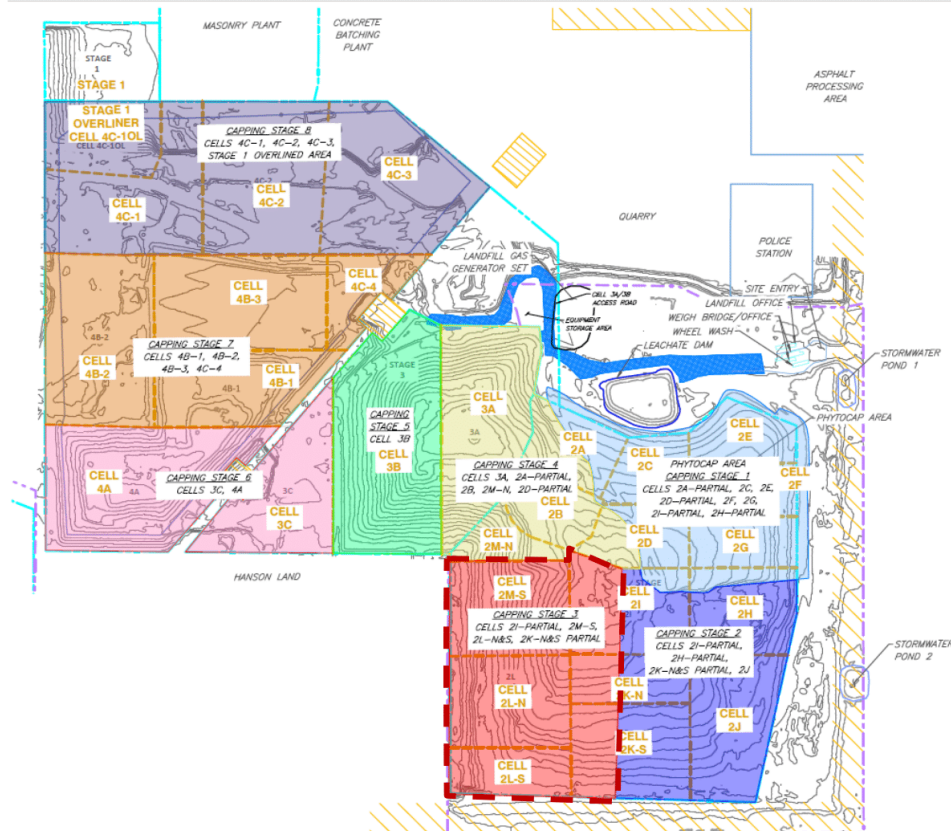 MASONRY PLANT
CONCRETE
BATCHING
PLANT
ASPHALT
PROCESSING
AREA
STAGE
1
STAGE 1
STAGE 1
OVERLINER
CELL 4C-1OL
CELL 4C-1OL
CAPPING STAGE 8
CELLS 4C-1, 4C-2, 4C-3,
STAGE 1 OVERLINED AREA
CELL
4C-3
CELL
4C-1
4C-2
CELL
4C-2
QUARRY
POLICE
STATION
LANDFILL GAS
GENERATOR SET
CELL
4C-4
CELL
4B-3
CELL 3A/3B
ACCESS ROAD
EQUIPMENT
STORAGE AREA
SITE ENTRY
LANDFILL OFFICE
WEIGH BRIDGE/OFFICE
WHEEL WASH
LEACHATE DAM
STORMWATER
POND 1
PHYTOCAP AREA
4B-2
CAPPING STAGE 7
CELLS 4B-1, 4B-2,
4B-3, 4C-4
CELL
4B-2
4B-1
CELL
4B-1
STAGE
3
CAPPING
STAGE 5
CELL 3B
CELL
3B
CELL
3A
3A
CELL
2A
CELL
2C
CELL
2E
CELL
2F
CAPPING STAGE 4
CELLS 3A, 2A-PARTIAL,
2B, 2M-N, 2D-PARTIAL
CELL
2B
PHYTOCAP AREA
CAPPING STAGE 1
CELLS 2A-PARTIAL, 2C, 2E,
2D-PARTIAL, 2F, 2G,
2I-PARTIAL, 2H-PARTIAL
CELL
4A
4A
CAPPING STAGE 6
CELLS 3C, 4A
3C
CELL
3C
CELL
2M-N
CELL
2D
CELL
2G
HANSON LAND
STAGE
CELL
2M-S
CELL
2I
CELL
2H
CAPPING STAGE 3
CELLS 2I-PARTIAL, 2M-S,
2L-N&S, 2K-N&S PARTIAL
CAPPING STAGE 2
CELLS 2I-PARTIAL,
2H-PARTIAL,
2K-N&S PARTIAL, 2J
STORMWATER
POND 2
2L
CELL
2L-N
CELL
2K-N
CELL
2J
CELL
2K-S
CELL
2L-S